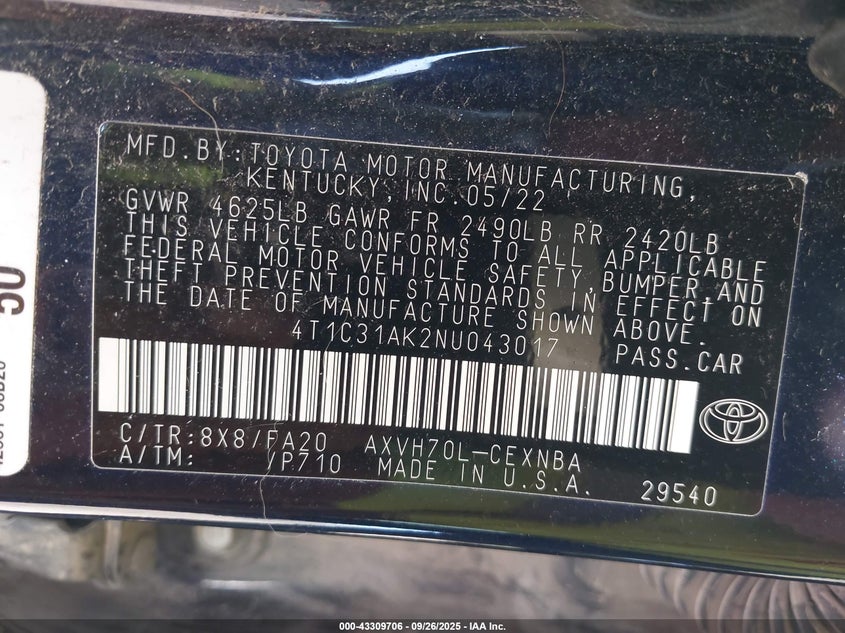 MFD.BY:TOYOTA MOTOR MANUFACTURING,
KENTUCKY,INC.05/22
GVWR 4625LB GAWR FR 2490LB RR 2420LB
THIS VEHICLE CONFORMS TO ALL APPLICABLE
FEDERAL MOTOR VEHICLE SAFETY,BUMPER,AND
THEFT PREVENTION STANDARDS IN EFFECT ON
THE DATE OF MANUFACTURE SHOWN ABOVE.
4T1C31AK2NU043017 PASS.CAR
C/TR:8X8/FA20 AXVH70L-CEXNBA
A/TM: /P710 MADE IN U.S.A. 29540
50
000-43309706 - 09/26/2025 - IAA Inc.